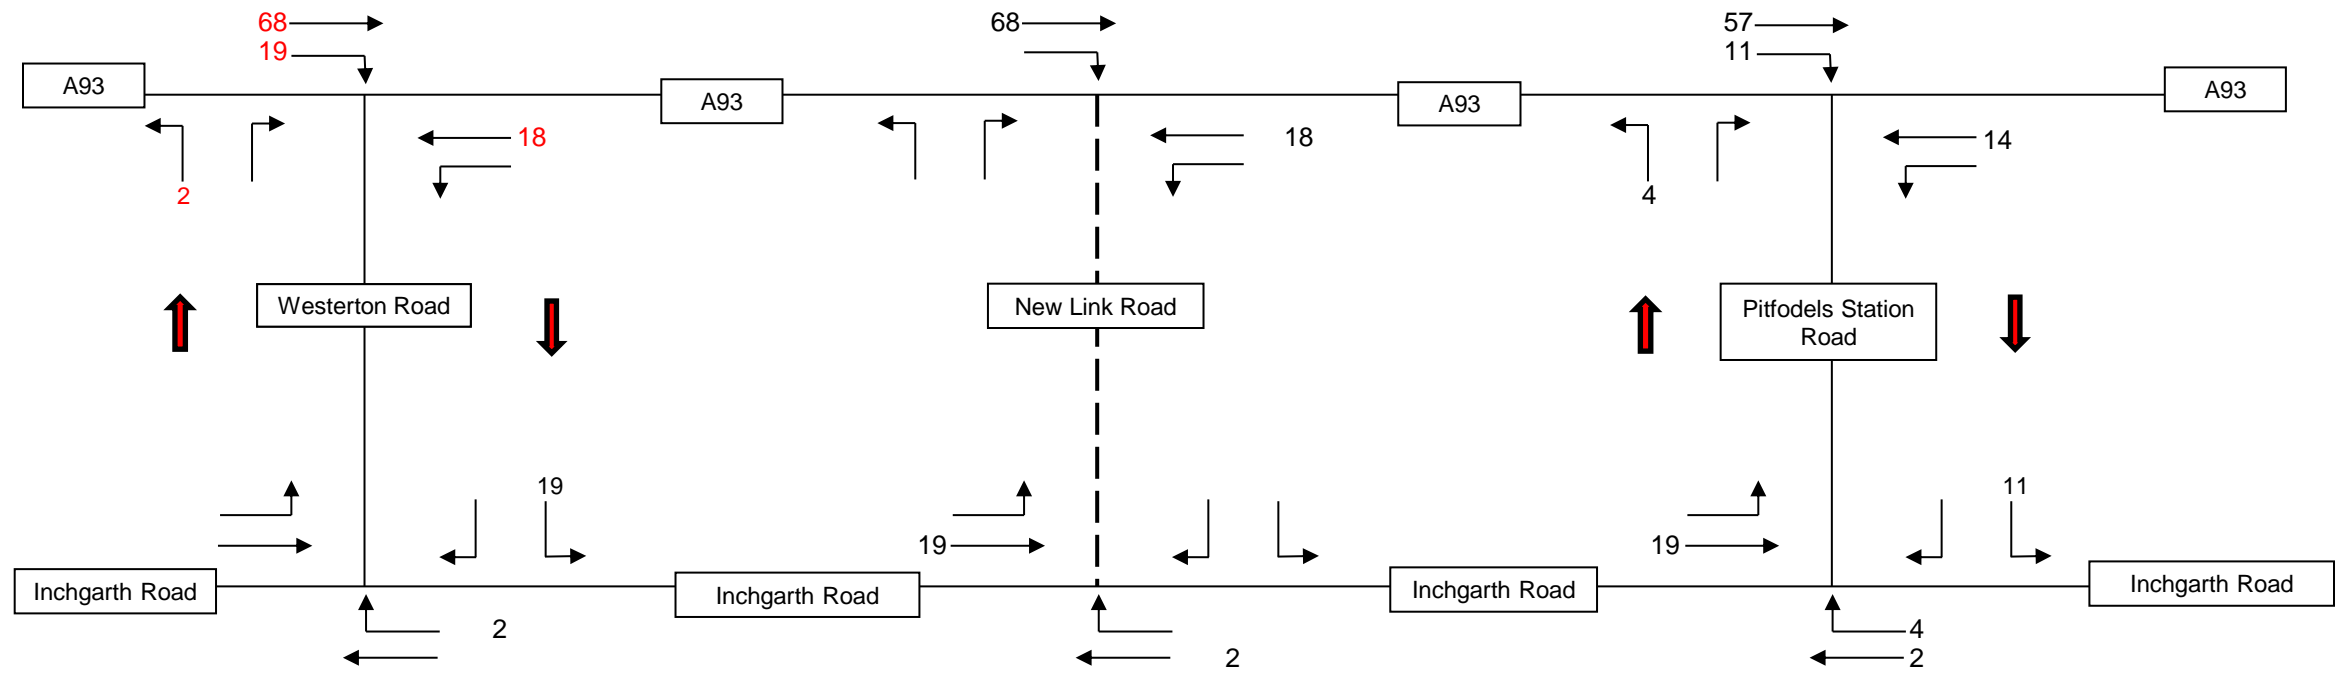 68
68
57
19
11
A93
A93
A93
A93
18
18
14
2
4
Westerton Road
New Link Road
Pitfodels Station
Road
19
11
19
19
Inchgarth Road
Inchgarth Road
Inchgarth Road
Inchgarth Road
2
4
2
2